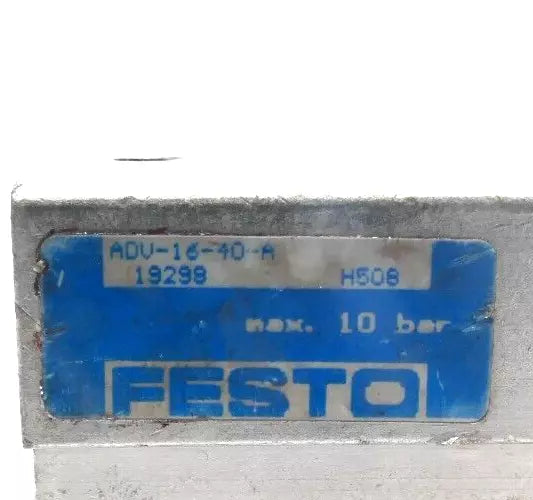 ADV-16-40-A
19298 H508
max. 10 bar
FESTO